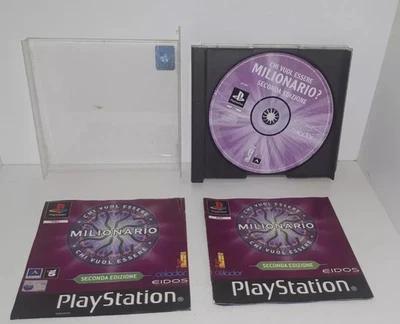 CHI VUOL ESSERE
MILIONARIO?
SECONDA EDIZIONE
CHI VUOL ESSERE
MILIONARIO
CHI VUOL ESSERE
SECONDA EDIZIONE
celador
EIDOS
PlayStation
CHI VUOL ESSERE
MILIONARIO
CHI VUOL ESSERE
SECONDA EDIZIONE
celador
EIDOS
PlayStation